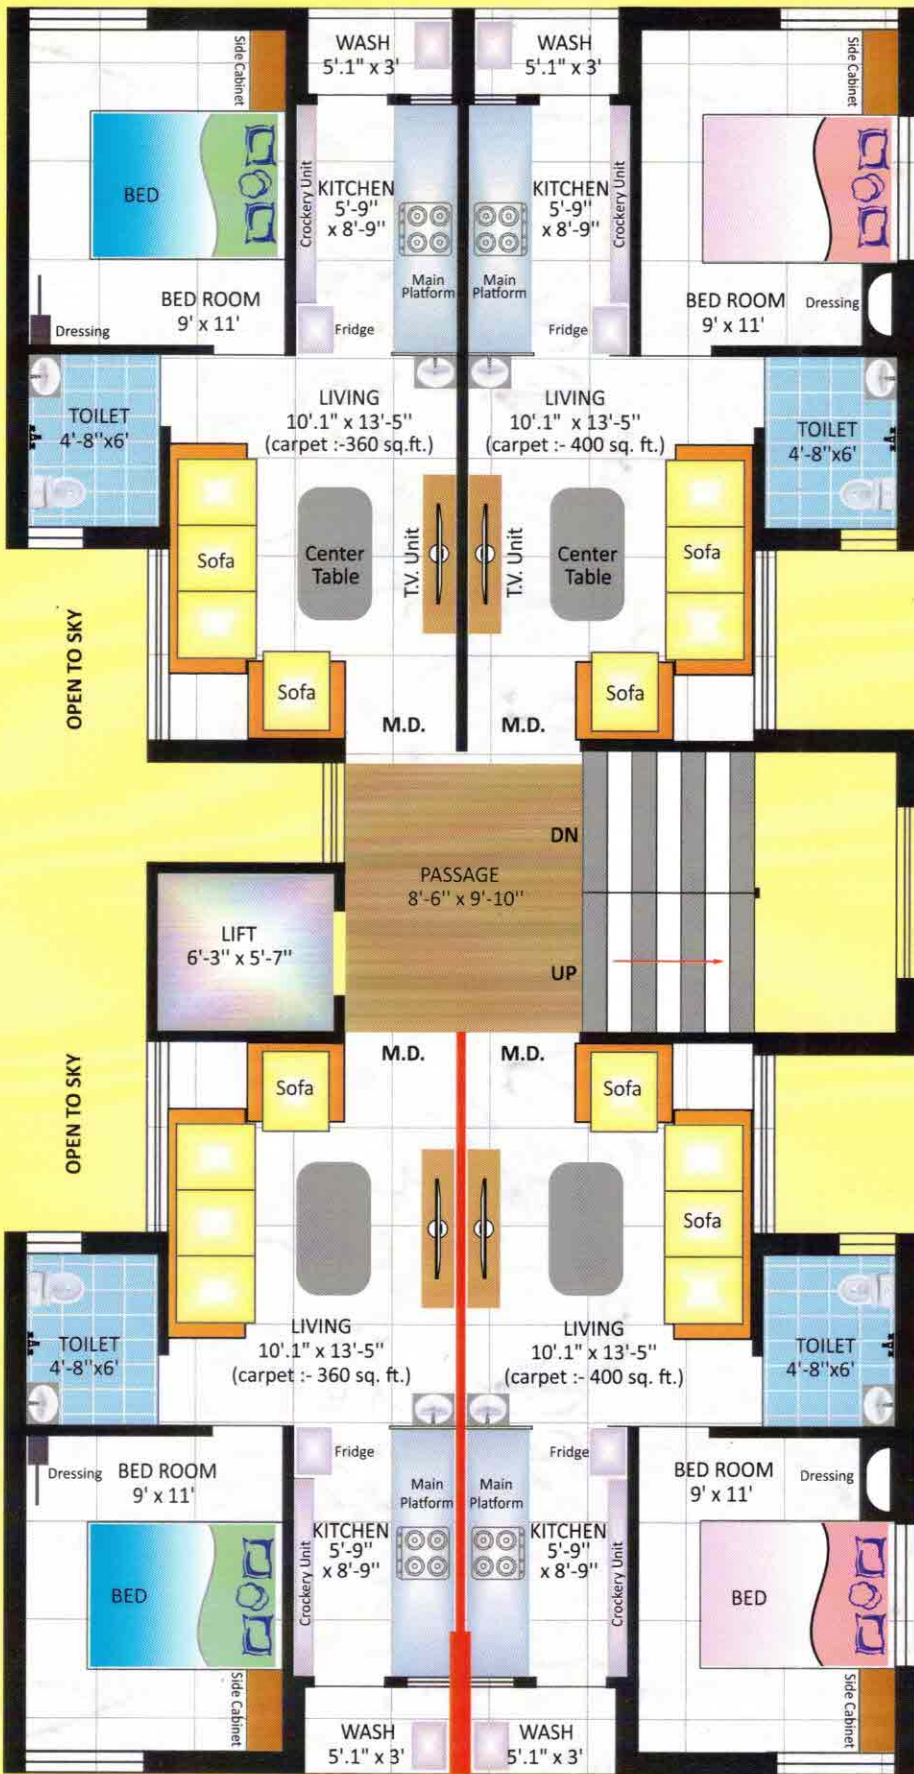 WASH
5'.1" x 3'
WASH
5'.1" x 3'
Side Cabinet
Side Cabinet
BED
Crockery Unit
KITCHEN
5'-9''
x 8'-9''
KITCHEN
5'-9''
x 8'-9''
Crockery Unit
Main
Platform
Main
Platform
BED ROOM
9' x 11'
BED ROOM
9' x 11'
Dressing
Dressing
Fridge
Fridge
TOILET
4'-8''x6'
LIVING
10'.1" x 13'-5''
(carpet :-360 sq.ft.)
LIVING
10'.1" x 13'-5''
(carpet :- 400 sq. ft.)
TOILET
4'-8''x6'
Sofa
Center
Table
T.V. Unit
T.V. Unit
Center
Table
Sofa
OPEN TO SKY
Sofa
Sofa
M.D.
M.D.
DN
PASSAGE
8'-6'' x 9'-10''
LIFT
6'-3'' x 5'-7''
UP
M.D.
M.D.
OPEN TO SKY
Sofa
Sofa
Sofa
LIVING
10'.1" x 13'-5''
(carpet :- 360 sq. ft.)
LIVING
10'.1" x 13'-5''
(carpet :- 400 sq. ft.)
TOILET
4'-8''x6'
TOILET
4'-8''x6'
Fridge
Fridge
Dressing
BED ROOM
9' x 11'
BED ROOM
9' x 11'
Dressing
Main
Platform
Main
Platform
Crockery Unit
KITCHEN
5'-9''
x 8'-9''
KITCHEN
5'-9''
x 8'-9''
Crockery Unit
BED
BED
Side Cabinet
Side Cabinet
WASH
5'.1" x 3'
WASH
5'.1" x 3'